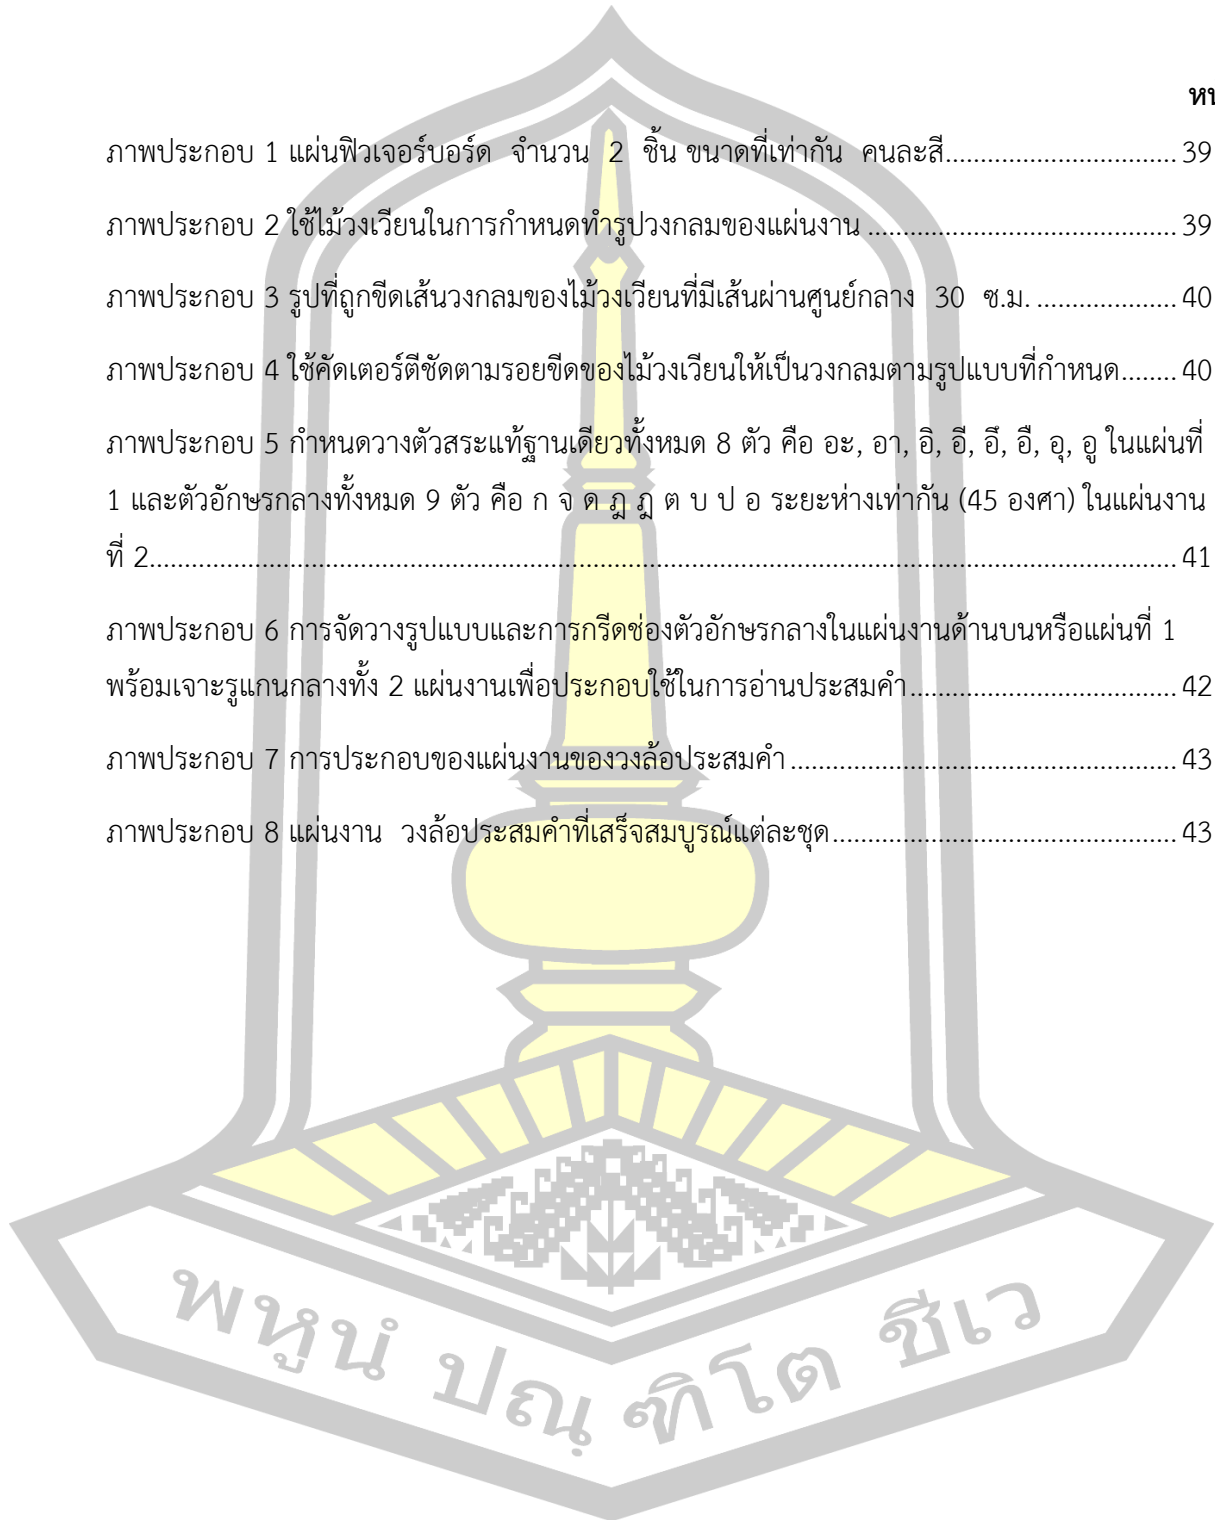 ภาพประกอบ 1 แผ่นฟิวเจอร์บอร์ด จำนวน 2 ชิ้น ขนาดที่เท่ากัน คนละสี................................. 39
ภาพประกอบ 2 ใช้ไม้วงเวียนในการกำหนดทำรูปวงกลมของแผ่นงาน ............................................ 39
ภาพประกอบ 3 รูปที่ถูกขีดเส้นวงกลมของไม้วงเวียนที่มีเส้นผ่านศูนย์กลาง 30 ซ.ม. .................... 40
ภาพประกอบ 4 ใช้คัดเตอร์ตีชัดตามรอยขีดของไม้วงเวียนให้เป็นวงกลมตามรูปแบบที่กำหนด........ 40
ภาพประกอบ 5 กำหนดวางตัวสระแท้ฐานเดียวทั้งหมด 8 ตัว คือ อะ, อา, อิ, อี, อึ, อื, อุ, อู ในแผ่นที่
1 และตัวอักษรกลางทั้งหมด 9 ตัว คือ ก จ ด ฎ ฏ ต บ ป อ ระยะห่างเท่ากัน (45 องศา) ในแผ่นงาน
ที่ 2.................................................................................................................................................. 41
ภาพประกอบ 6 การจัดวางรูปแบบและการกรีดช่องตัวอักษรกลางในแผ่นงานด้านบนหรือแผ่นที่ 1
พร้อมเจาะรูแกนกลางทั้ง 2 แผ่นงานเพื่อประกอบใช้ในการอ่านประสมคำ...................................... 42
ภาพประกอบ 7 การประกอบของแผ่นงานของวงล้อประสมคำ ....................................................... 43
ภาพประกอบ 8 แผ่นงาน วงล้อประสมคำที่เสร็จสมบูรณ์แต่ละชุด................................................. 43
พหูนํ ปณฺฑิโต ชีเว